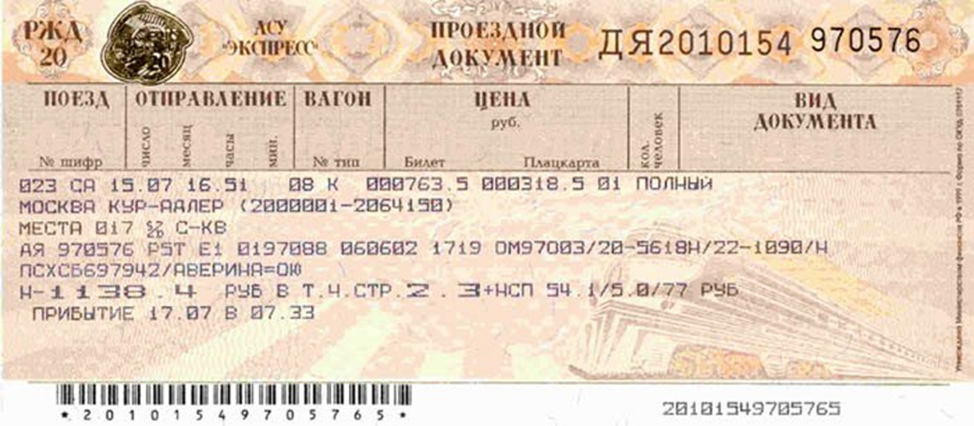 РЖД 20
АСУ "ЭКСПРЕСС"
ПРОЕЗДНОЙ ДОКУМЕНТ
ДЯ2010154 970576
ПОЕЗД ОТПРАВЛЕНИЕ ВАГОН ЦЕНА руб. ВИД ДОКУМЕНТА
№ шифр число месяц часы мин. № тип Билет Плацкарта кол. человек
023 СА 15.07 16.51 08 К 000763.5 000318.5 01 ПОЛНЫЙ
МОСКВА КУР-АДЛЕР (2000001-2064150)
МЕСТА 017 С-КВ
АЯ 970576 Р5Т Е1 0197088 060602 1719 ОМ97003/20-5618Н/22-1090/Н
ПСХСБ697942/АВЕРИНА=ОЮ
Н-1138.4 РУБ В Т.Ч.СТР.2.3+НСП 54.1/5.0/77 РУБ
ПРИБЫТИЕ 17.07 В 07.33
*20101549705765*
20101549705765